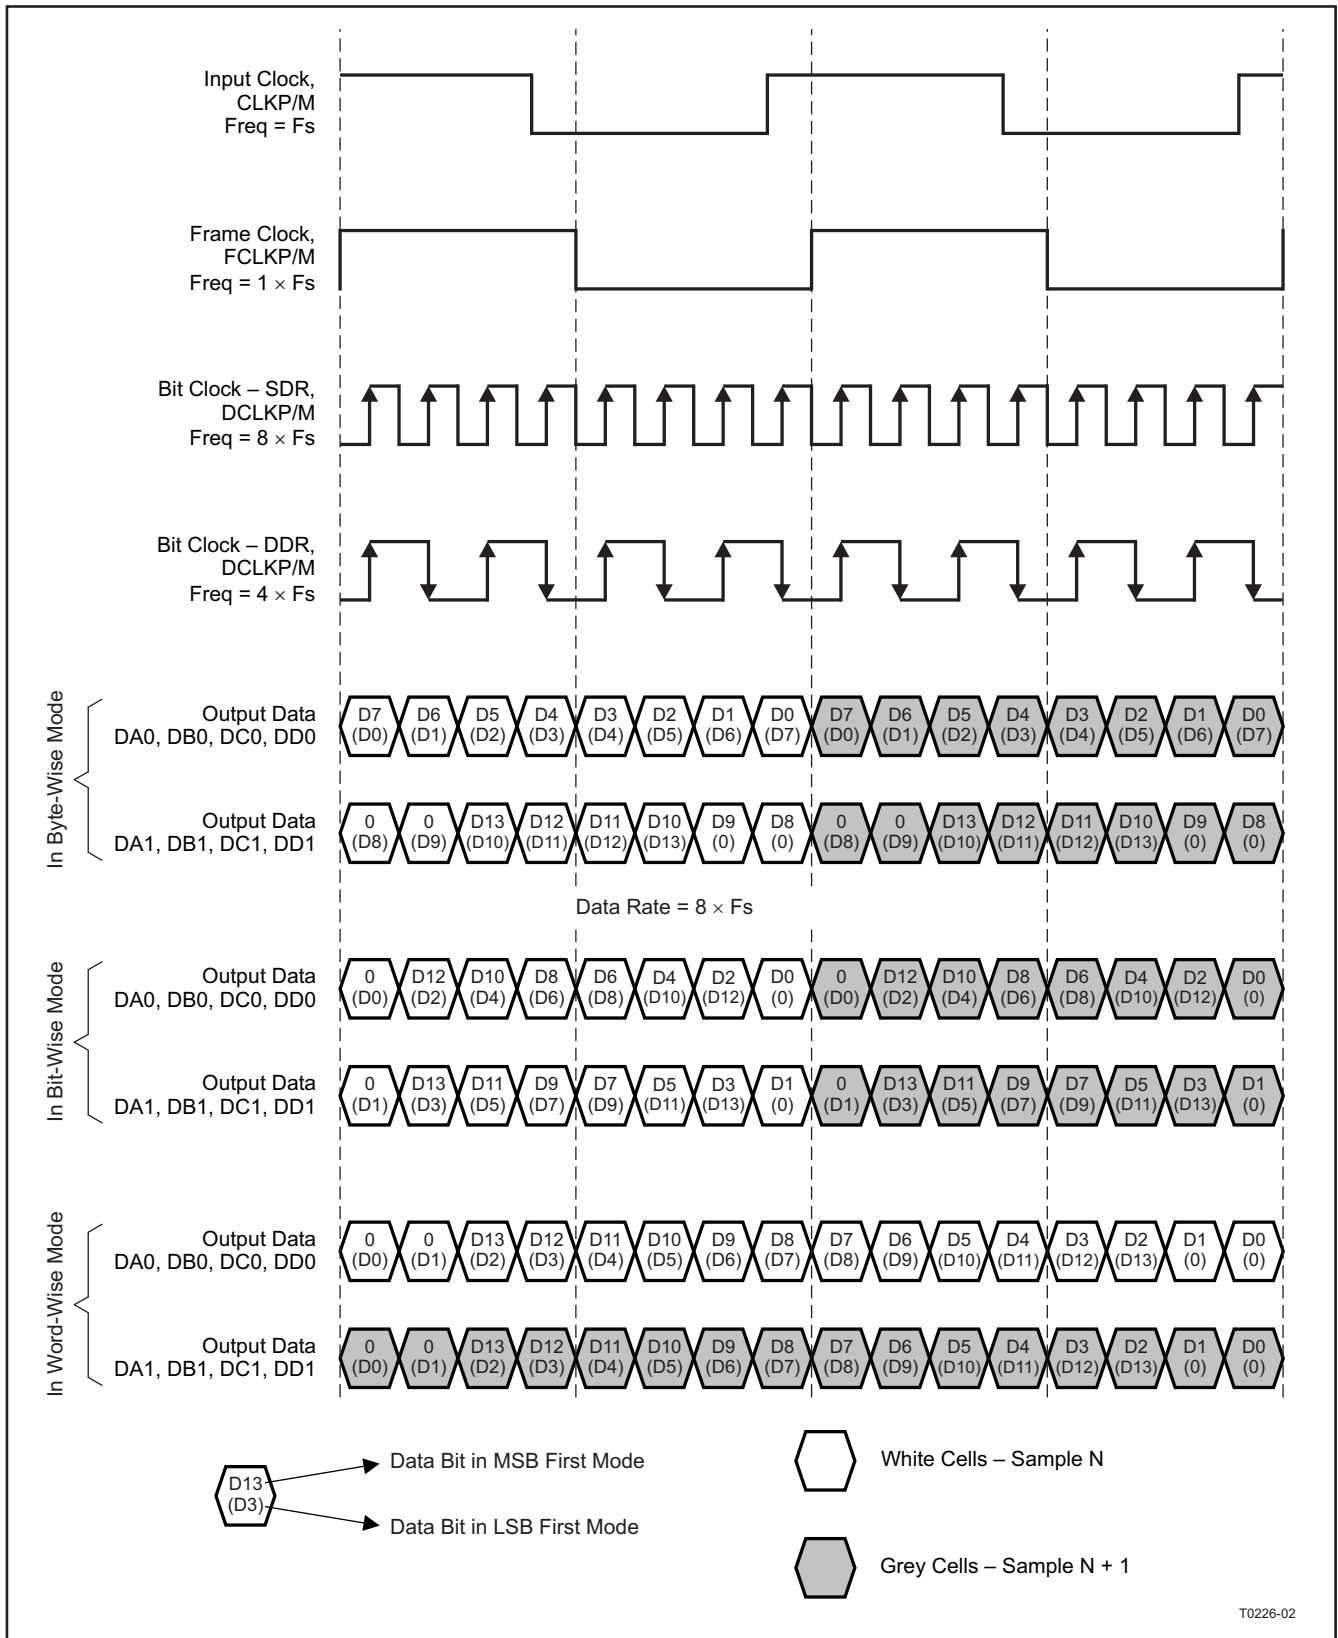 Input Clock,
CLKP/M
Freq = Fs
Frame Clock,
FCLKP/M
Freq = 1 × Fs
Bit Clock – SDR,
DCLKP/M
Freq = 8 × Fs
Bit Clock – DDR,
DCLKP/M
Freq = 4 × Fs
In Byte-Wise Mode
Output Data
DA0, DB0, DC0, DD0
D7 D6 D5 D4 D3 D2 D1 D0 D7 D6 D5 D4 D3 D2 D1 D0
(D0) (D1) (D2) (D3) (D4) (D5) (D6) (D7) (D0) (D1) (D2) (D3) (D4) (D5) (D6) (D7)
Output Data
DA1, DB1, DC1, DD1
0 0 D13 D12 D11 D10 D9 D8 0 0 D13 D12 D11 D10 D9 D8
(D8) (D9) (D10) (D11) (D12) (D13) (0) (0) (D8) (D9) (D10) (D11) (D12) (D13) (0) (0)
Data Rate = 8 × Fs
In Bit-Wise Mode
Output Data
DA0, DB0, DC0, DD0
0 D12 D10 D8 D6 D4 D2 D0 0 D12 D10 D8 D6 D4 D2 D0
(D0) (D2) (D4) (D6) (D8) (D10) (D12) (0) (D0) (D2) (D4) (D6) (D8) (D10) (D12) (0)
Output Data
DA1, DB1, DC1, DD1
0 D13 D11 D9 D7 D5 D3 D1 0 D13 D11 D9 D7 D5 D3 D1
(D1) (D3) (D5) (D7) (D9) (D11) (D13) (0) (D1) (D3) (D5) (D7) (D9) (D11) (D13) (0)
In Word-Wise Mode
Output Data
DA0, DB0, DC0, DD0
0 0 D13 D12 D11 D10 D9 D8 D7 D6 D5 D4 D3 D2 D1 D0
(D0) (D1) (D2) (D3) (D4) (D5) (D6) (D7) (D8) (D9) (D10) (D11) (D12) (D13) (0) (0)
Output Data
DA1, DB1, DC1, DD1
0 0 D13 D12 D11 D10 D9 D8 D7 D6 D5 D4 D3 D2 D1 D0
(D0) (D1) (D2) (D3) (D4) (D5) (D6) (D7) (D8) (D9) (D10) (D11) (D12) (D13) (0) (0)
D13
(D3)
Data Bit in MSB First Mode
Data Bit in LSB First Mode
White Cells – Sample N
Grey Cells – Sample N + 1
T0226-02